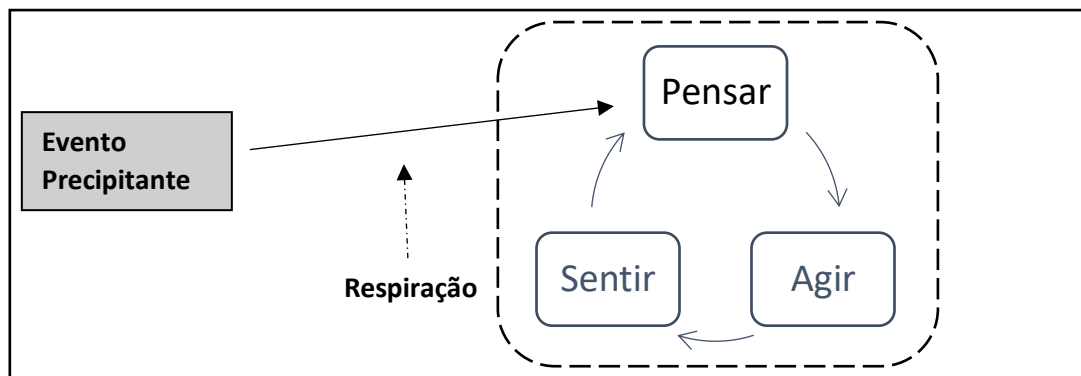 Pensar
Evento
Precipitante
Sentir
Agir
Respiração